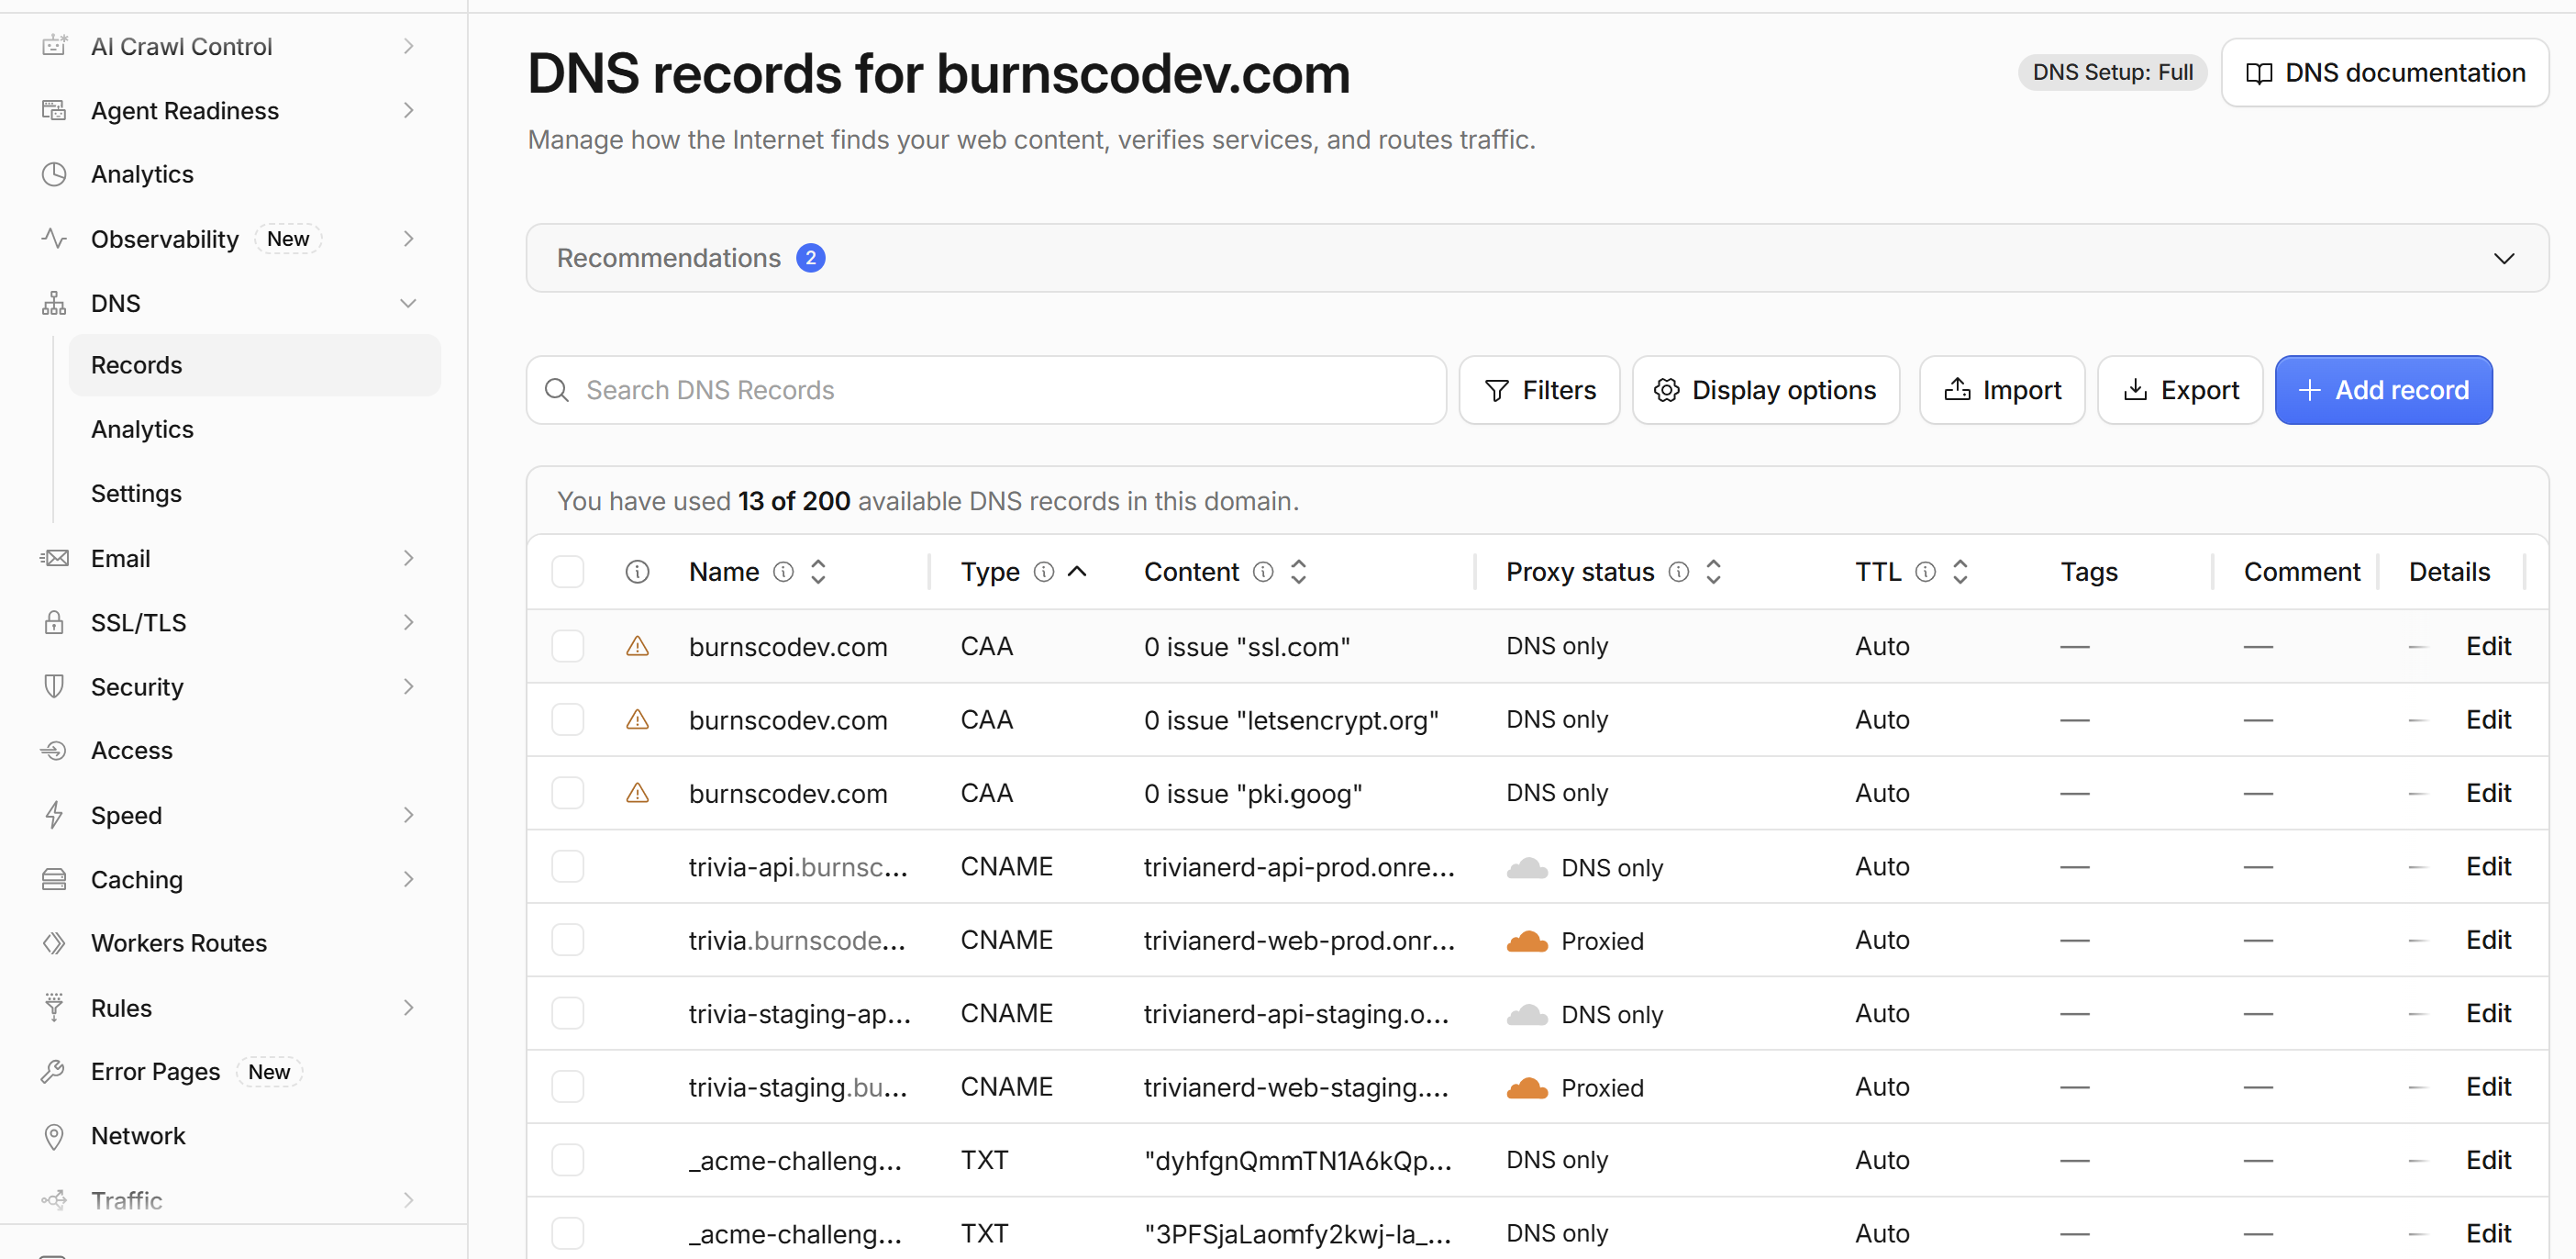 AI Crawl Control
Agent Readiness
Analytics
Observability New
DNS
Records
Analytics
Settings
Email
SSL/TLS
Security
Access
Speed
Caching
Workers Routes
Rules
Error Pages New
Network
Traffic
DNS records for burnscodev.com
DNS Setup: Full
DNS documentation
Manage how the Internet finds your web content, verifies services, and routes traffic.
Recommendations 2
Search DNS Records
Filters
Display options
Import
Export
Add record
You have used 13 of 200 available DNS records in this domain.
Name Type Content Proxy status TTL Tags Comment Details
burnscodev.com CAA 0 issue "ssl.com" DNS only Auto — — — Edit
burnscodev.com CAA 0 issue "letsencrypt.org" DNS only Auto — — — Edit
burnscodev.com CAA 0 issue "pki.goog" DNS only Auto — — — Edit
trivia-api.burnsc... CNAME trivianerd-api-prod.onre... DNS only Auto — — — Edit
trivia.burnscode... CNAME trivianerd-web-prod.onr... Proxied Auto — — — Edit
trivia-staging-ap... CNAME trivianerd-api-staging.o... DNS only Auto — — — Edit
trivia-staging.bu... CNAME trivianerd-web-staging.... Proxied Auto — — — Edit
_acme-challeng... TXT "dyhfgnQmmTN1A6kQp... DNS only Auto — — — Edit
_acme-challeng... TXT "3PFSjaLaomfy2kwj-la_... DNS only Auto — — — Edit